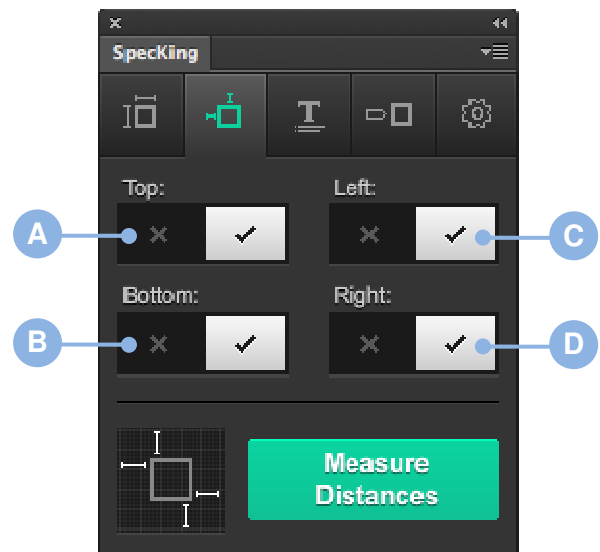 SpecKing
T
Top:
Left:
A
C
Bottom:
Right:
B
D
Measure
Distances